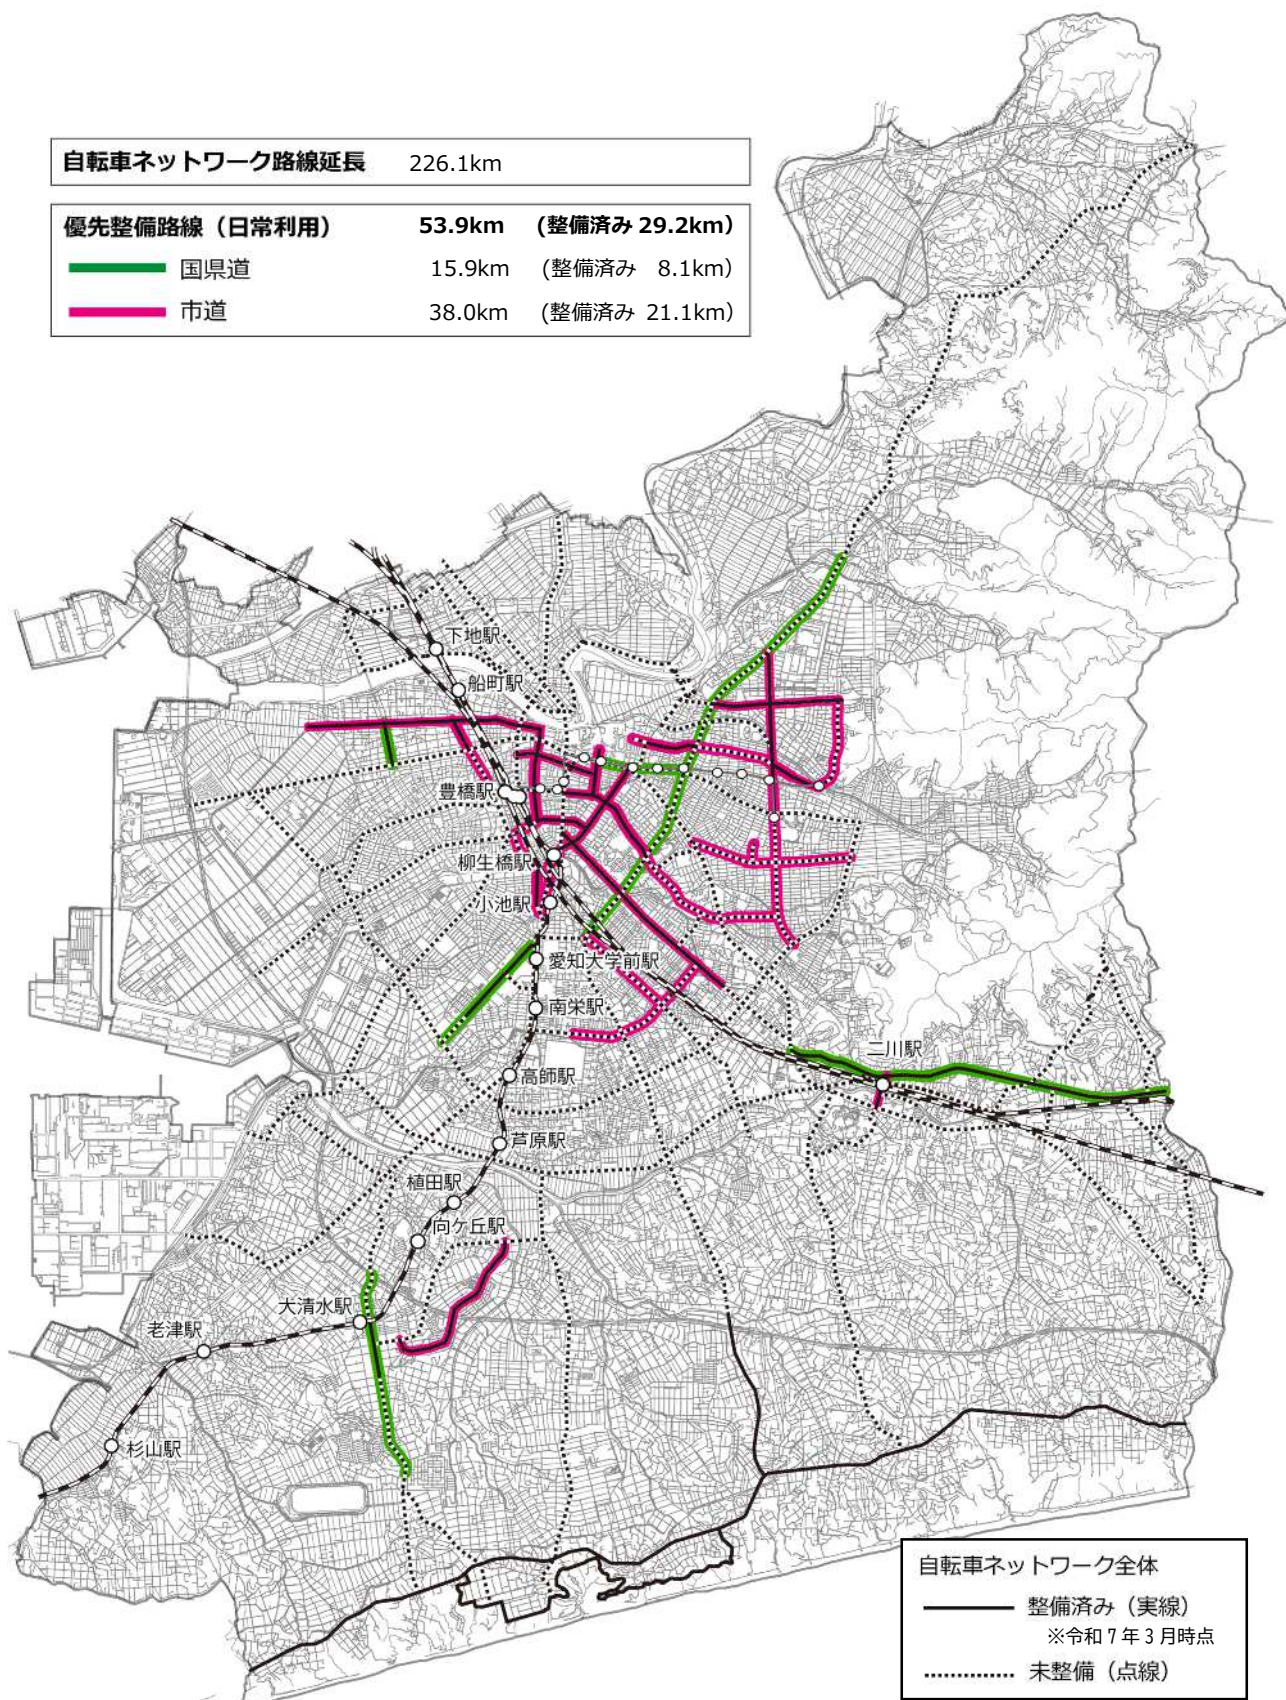 自転車ネットワーク路線延長 226.1km
優先整備路線（日常利用） 53.9km (整備済み 29.2km)
国県道 15.9km (整備済み 8.1km)
市道 38.0km (整備済み 21.1km)
下地駅
船町駅
豊橋駅
柳生橋駅
小池駅
愛知大学前駅
南栄駅
二川駅
高師駅
芦原駅
植田駅
向ケ丘駅
大清水駅
老津駅
杉山駅
自転車ネットワーク全体
整備済み（実線）
※令和７年３月時点
未整備（点線）